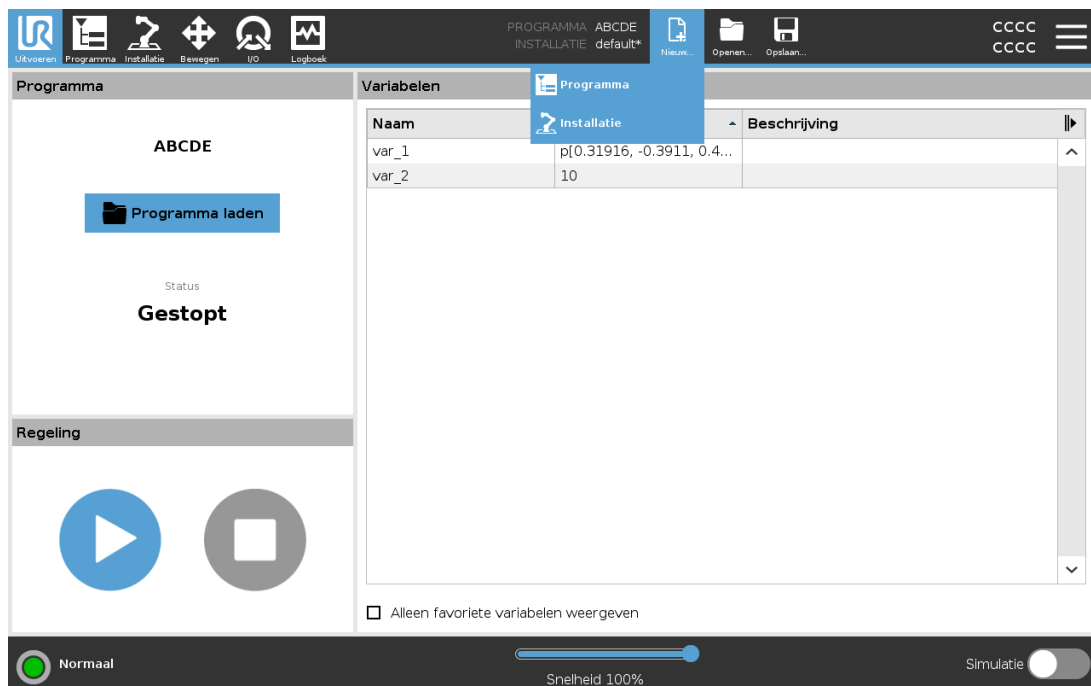 Uitvoeren Programma Installatie Bewegen I/O Logboek
PROGRAMMA ABCDE
INSTALLATIE default*
Nieuw... Openen... Opslaan...
CCCC
CCCC
Programma
Installatie
Programma
ABCDE
Programma laden
Status
Gestopt
Regeling
Variabelen
Naam Beschrijving
var_1 p[0.31916, -0.3911, 0.4...
var_2 10
Alleen favoriete variabelen weergeven
Normaal
Snelheid 100%
Simulatie